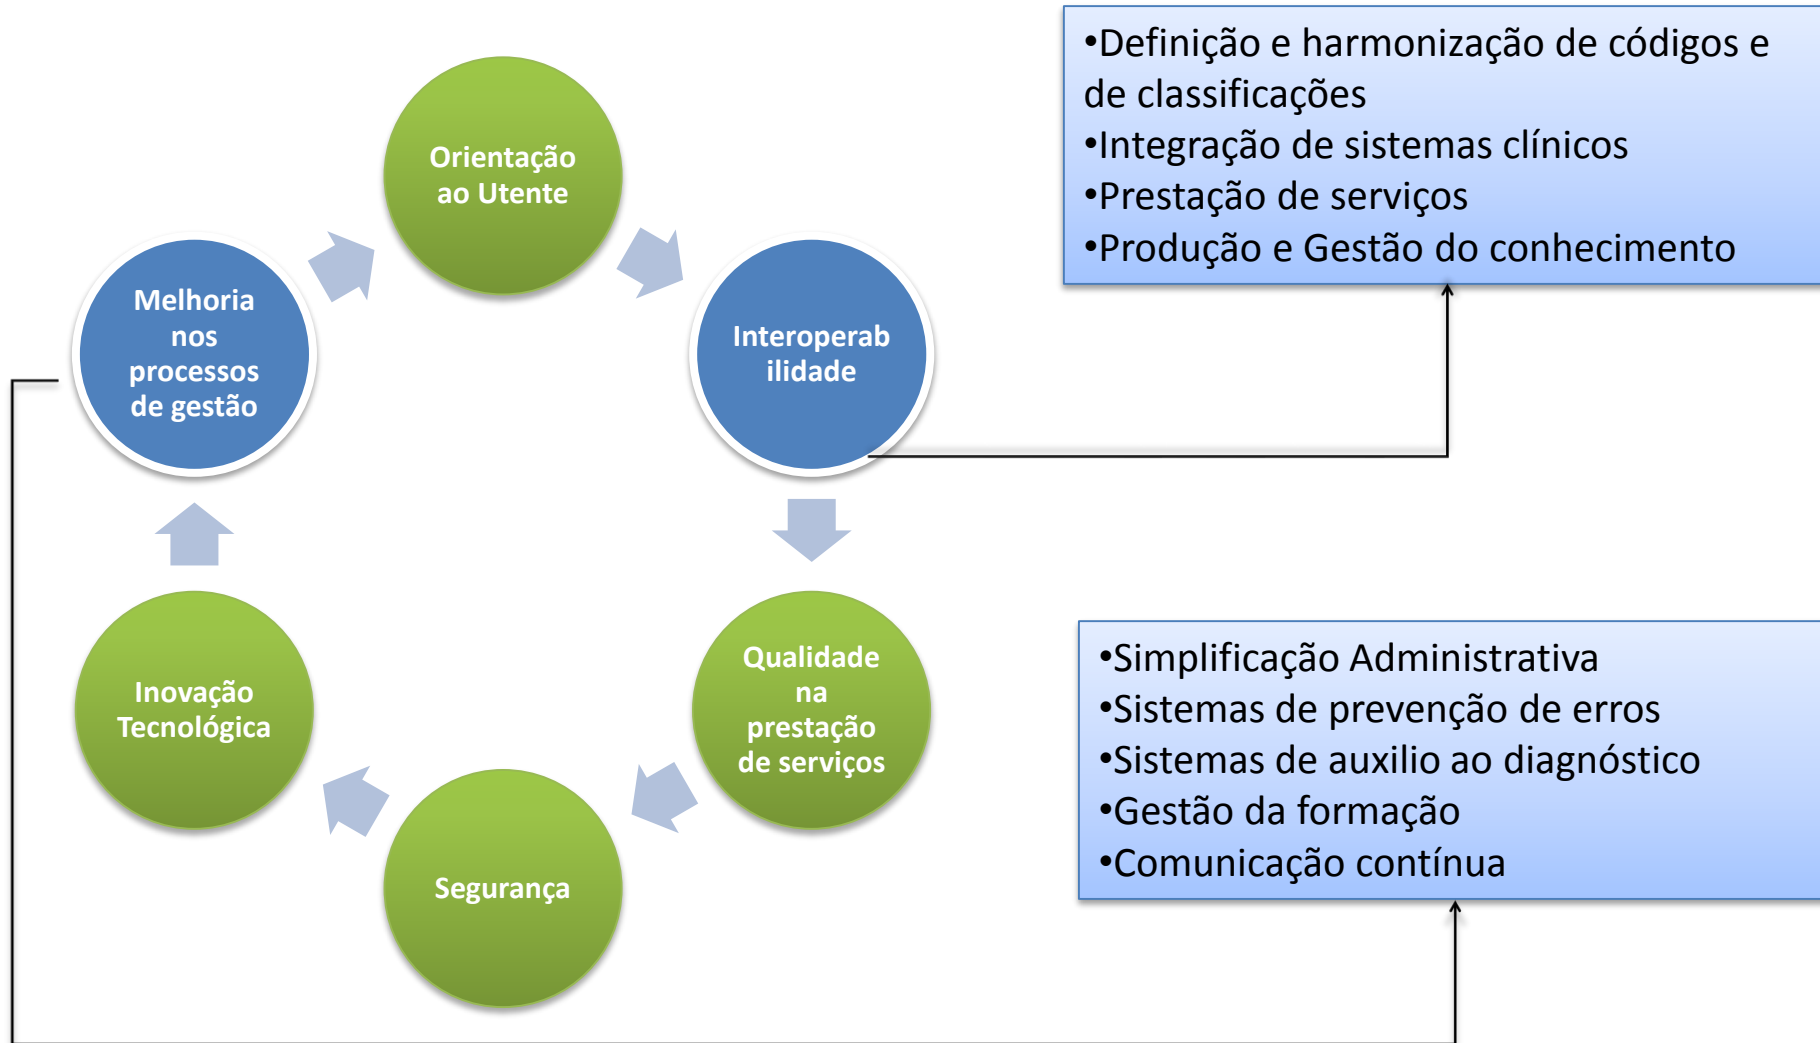 Orientação
ao Utente
Interoperab
ilidade
Qualidade
na
prestação
de serviços
Segurança
Inovação
Tecnológica
Melhoria
nos
processos
de gestão
•Definição e harmonização de códigos e
de classificações
•Integração de sistemas clínicos
•Prestação de serviços
•Produção e Gestão do conhecimento
•Simplificação Administrativa
•Sistemas de prevenção de erros
•Sistemas de auxilio ao diagnóstico
•Gestão da formação
•Comunicação contínua